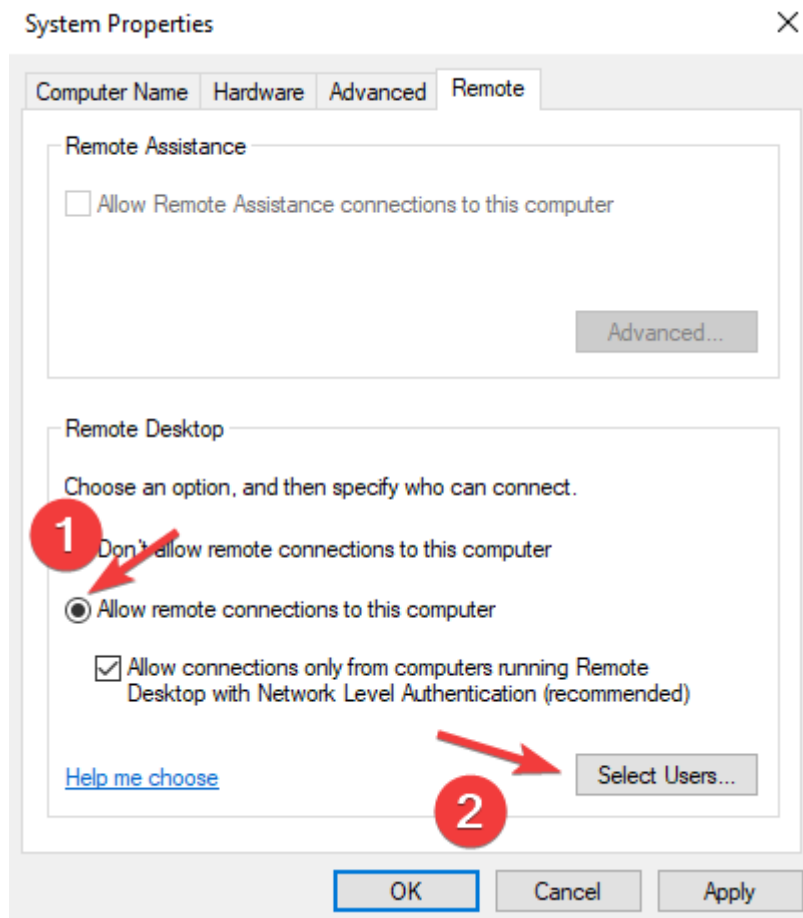 System Properties
Computer Name Hardware Advanced Remote
Remote Assistance
Allow Remote Assistance connections to this computer
Advanced...
Remote Desktop
Choose an option, and then specify who can connect.
1
Don't allow remote connections to this computer
Allow remote connections to this computer
Allow connections only from computers running Remote
Desktop with Network Level Authentication (recommended)
Help me choose
Select Users...
2
OK Cancel Apply